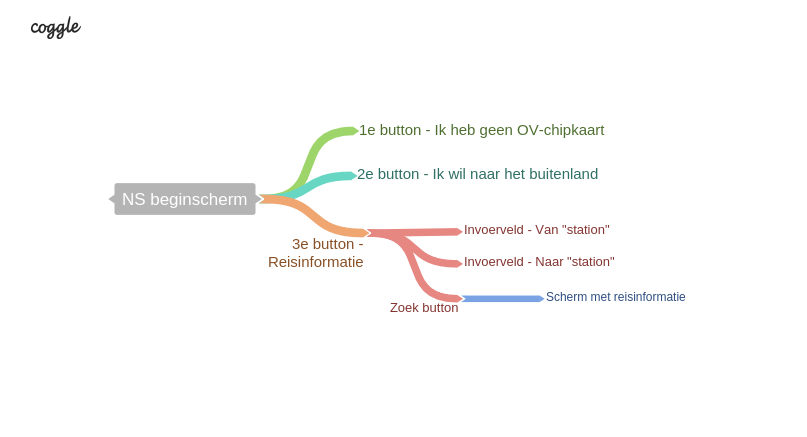 coggle
1e button - Ik heb geen OV-chipkaart
2e button - Ik wil naar het buitenland
NS beginscherm
3e button -
Reisinformatie
Invoerveld - Van "station"
Invoerveld - Naar "station"
Zoek button
Scherm met reisinformatie